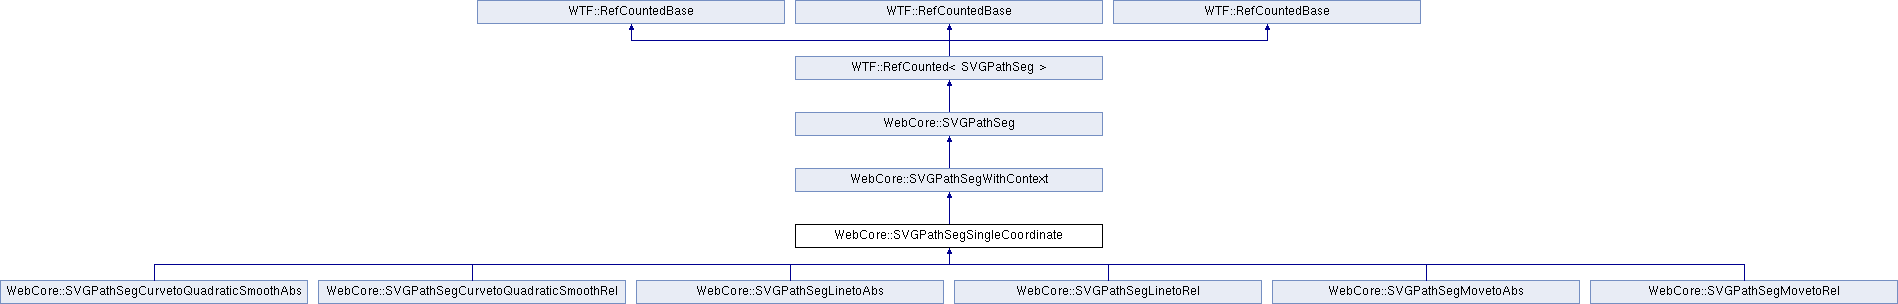 WTF::RefCountedBase
WTF::RefCountedBase
WTF::RefCountedBase
WTF::RefCounted< SVGPathSeg >
WebCore::SVGPathSeg
WebCore::SVGPathSegWithContext
WebCore::SVGPathSegSingleCoordinate
WebCore::SVGPathSegCurvetoQuadraticSmoothAbs
WebCore::SVGPathSegCurvetoQuadraticSmoothRel
WebCore::SVGPathSegLinetoAbs
WebCore::SVGPathSegLinetoRel
WebCore::SVGPathSegMovetoAbs
WebCore::SVGPathSegMovetoRel